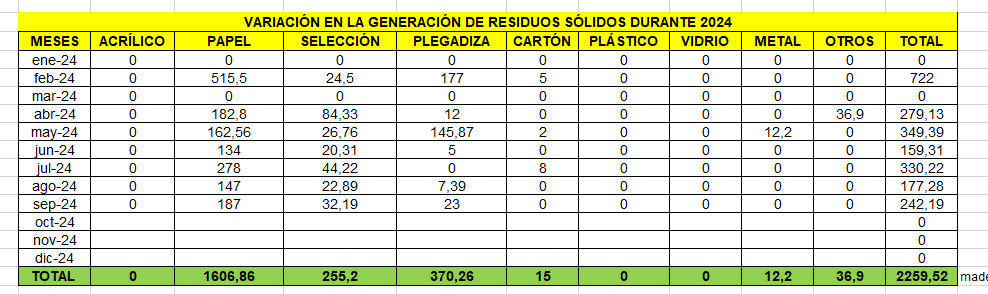 VARIACIÓN EN LA GENERACIÓN DE RESIDUOS SÓLIDOS DURANTE 2024
MESES ACRÍLICO PAPEL SELECCIÓN PLEGADIZA CARTÓN PLÁSTICO VIDRIO METAL OTROS TOTAL
ene-24 0 0 0 0 0 0 0 0 0 0
feb-24 0 515,5 24,5 177 5 0 0 0 0 722
mar-24 0 0 0 0 0 0 0 0 0 0
abr-24 0 182,8 84,33 12 0 0 0 0 36,9 279,13
may-24 0 162,56 26,76 145,87 2 0 0 12,2 0 349,39
jun-24 0 134 20,31 5 0 0 0 0 0 159,31
jul-24 0 278 44,22 0 8 0 0 0 0 330,22
ago-24 0 147 22,89 7,39 0 0 0 0 0 177,28
sep-24 0 187 32,19 23 0 0 0 0 0 242,19
oct-24 0
nov-24 0
dic-24 0
TOTAL 0 1606,86 255,2 370,26 15 0 0 12,2 36,9 2259,52 made